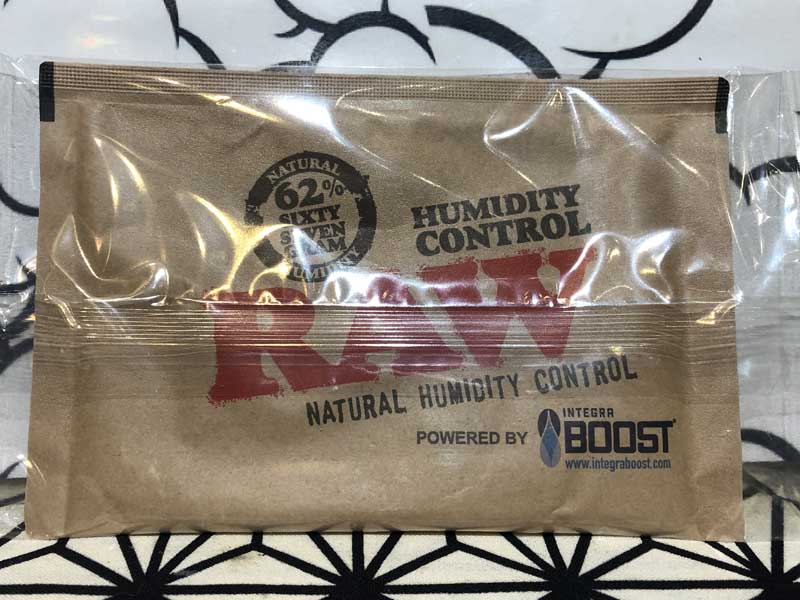 NATURAL
62%
SIXTY
SEVEN
GRAM
HUMIDITY
HUMIDITY
CONTROL
RAW
NATURAL HUMIDITY CONTROL
POWERED BY
INTEGRA
BOOST
www.integraboost.com